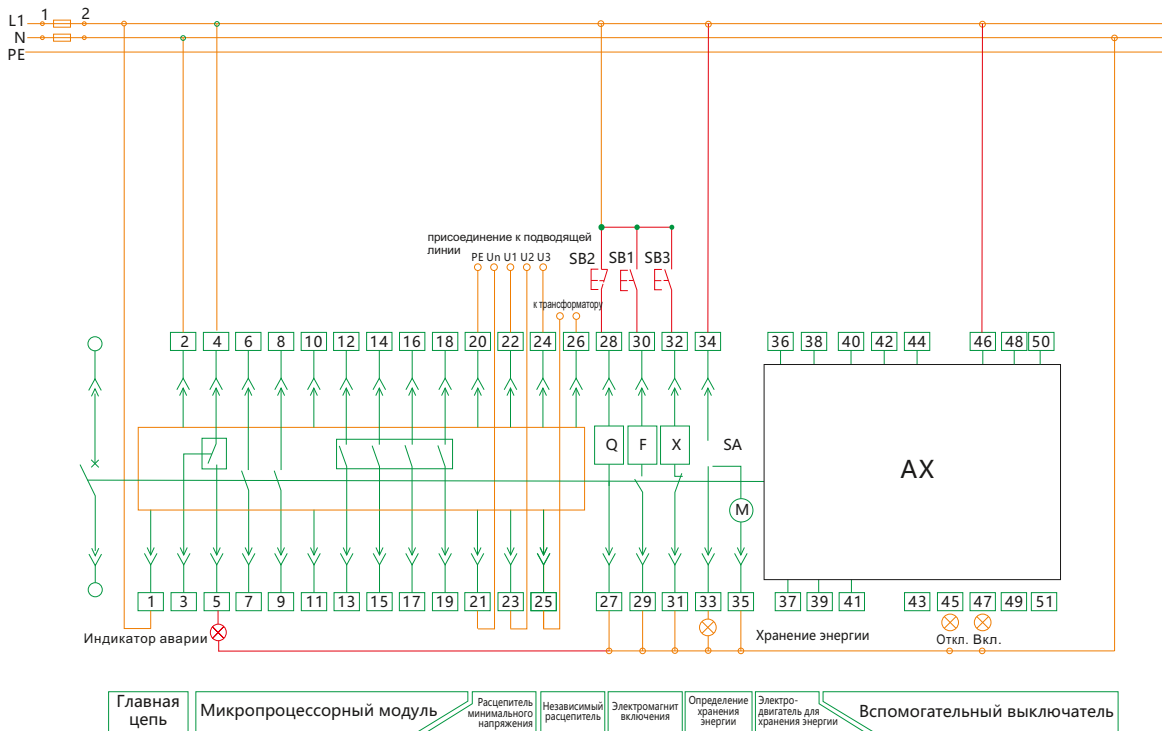 L1 1 2
N
PE
присоединение к подводящей
линии
PE Un U1 U2 U3
SB2 SB1 SB3
к трансформатору
2 4 6 8 10 12 14 16 18 20 22 24 26 28 30 32 34 36 38 40 42 44 46 48 50
Q F X SA
AX
M
1 3 5 7 9 11 13 15 17 19 21 23 25 27 29 31 33 35 37 39 41 43 45 47 49 51
Индикатор аварии
Хранение энергии
Откл. Вкл.
Главная
цепь
Микропроцессорный модуль
Расцепитель
минимального
напряжения
Независимый
расцепитель
Электромагнит
включения
Определение
хранения
энергии
Электро-
двигатель для
хранения энергии
Вспомогательный выключатель